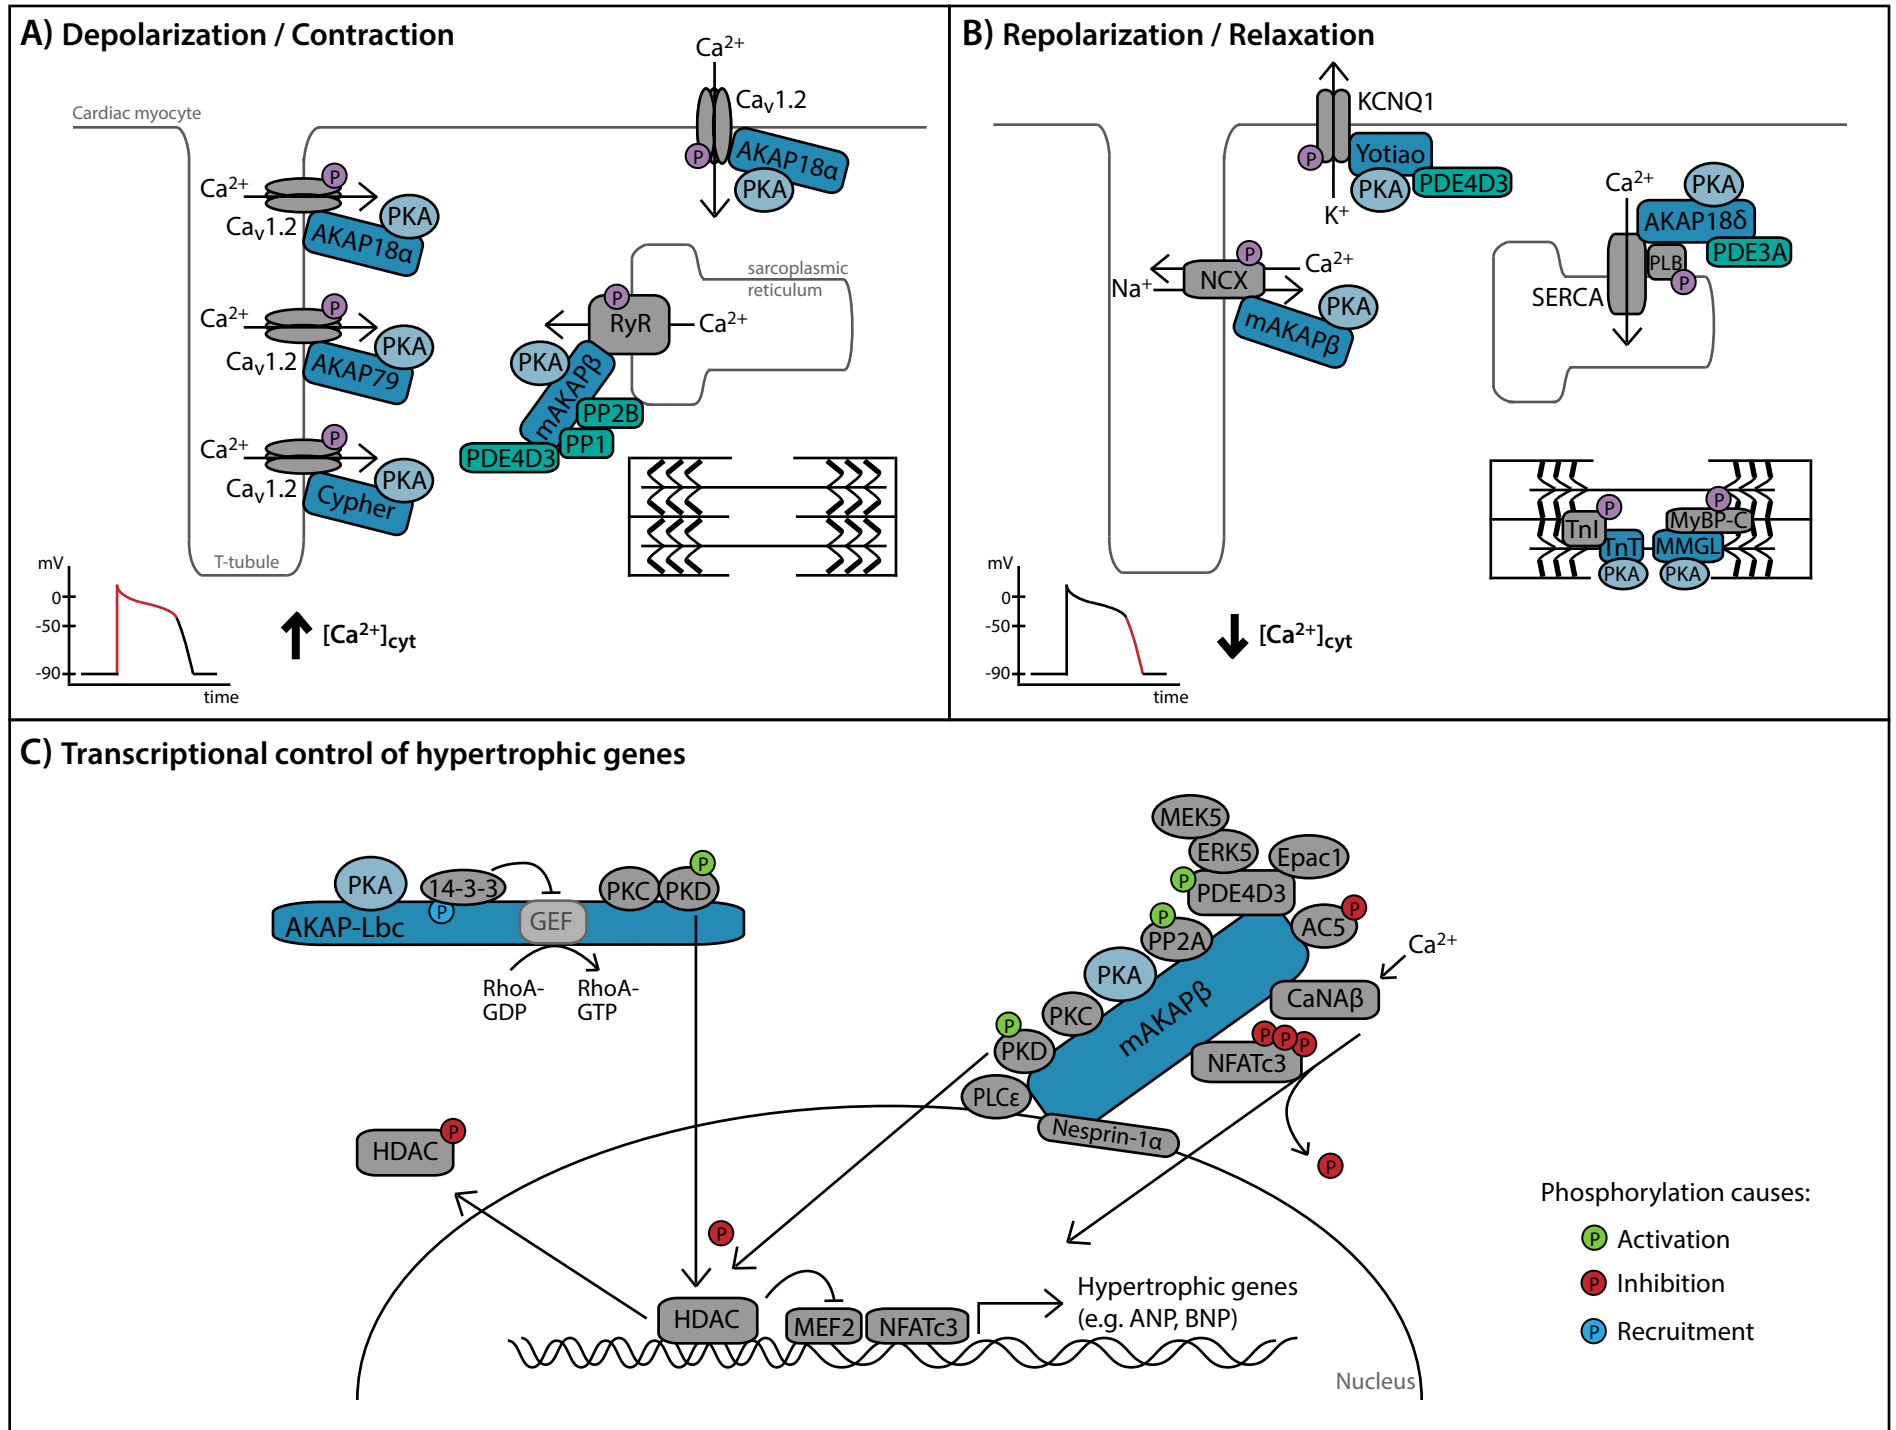 A) Depolarization / Contraction
Cardiac myocyte
Ca2+
Cav1.2
P
AKAP18α
PKA
Ca2+
P
Cav1.2
PKA
AKAP18α
Ca2+
P
Cav1.2
PKA
AKAP79
Ca2+
P
Cav1.2
PKA
Cypher
T-tubule
sarcoplasmic
reticulum
P
RyR
Ca2+
PKA
mAKAPβ
PP2B
PP1
PDE4D3
mV
0
-50
-90
time
[Ca2+]cyt
B) Repolarization / Relaxation
KCNQ1
P
Yotiao
PKA
PDE4D3
K+
P
NCX
Ca2+
Na+
PKA
mAKAPβ
Ca2+
PKA
AKAP18δ
PDE3A
PLB
P
SERCA
P
TnI
TnT
PKA
P
MyBP-C
MMGL
PKA
mV
0
-50
-90
time
[Ca2+]cyt
C) Transcriptional control of hypertrophic genes
PKA
14-3-3
P
AKAP-Lbc
GEF
PKC
PKD
P
RhoA-
GDP
RhoA-
GTP
MEK5
ERK5
Epac1
P
PDE4D3
P
PP2A
AC5
P
PKA
Ca2+
CaNAβ
mAKAPβ
PKC
P
PKD
P P P
NFATc3
PLCε
Nesprin-1α
P
HDAC
P
P
HDAC
MEF2
NFATc3
Hypertrophic genes
(e.g. ANP, BNP)
Nucleus
Phosphorylation causes:
P Activation
P Inhibition
P Recruitment